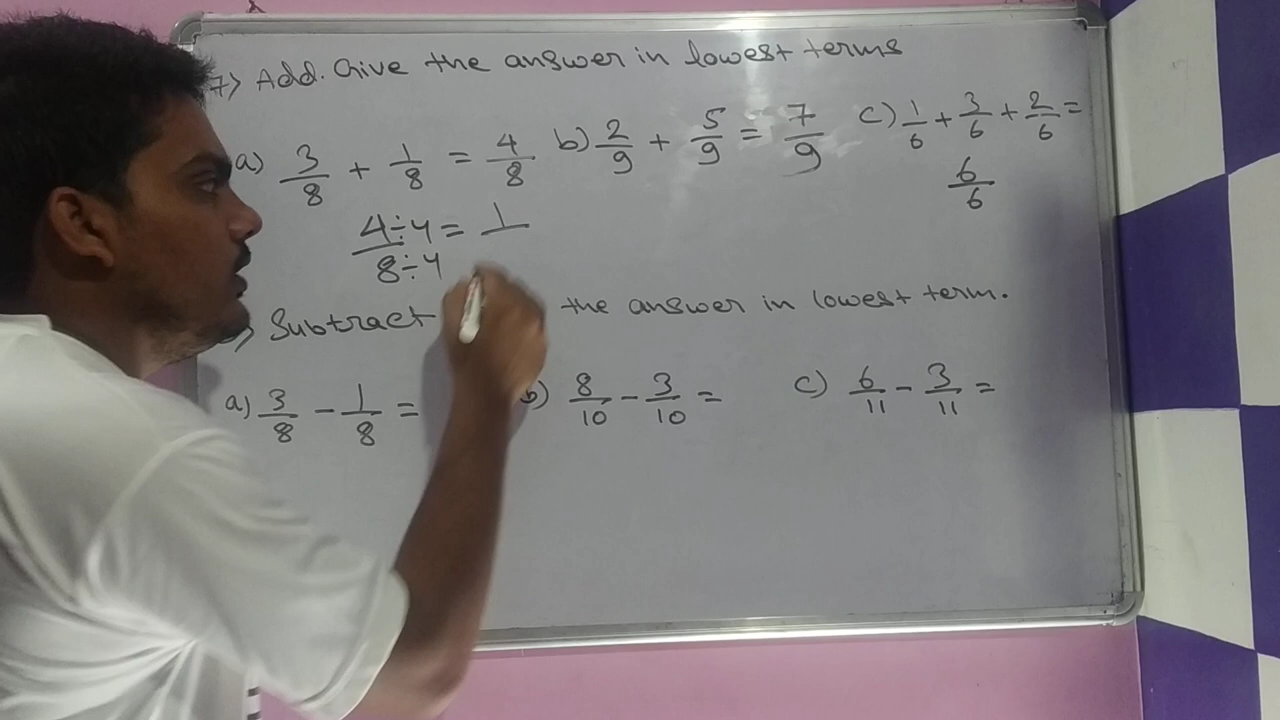 7) Add. Give the answer in lowest terms
a) 3/8 + 1/8 = 4/8 b) 2/9 + 5/9 = 7/9 c) 1/6 + 3/6 + 2/6 =
6/6
4÷4/8÷4 = 1/
) Subtract the answer in lowest term.
a) 3/8 - 1/8 = b) 8/10 - 3/10 = c) 6/11 - 3/11 =